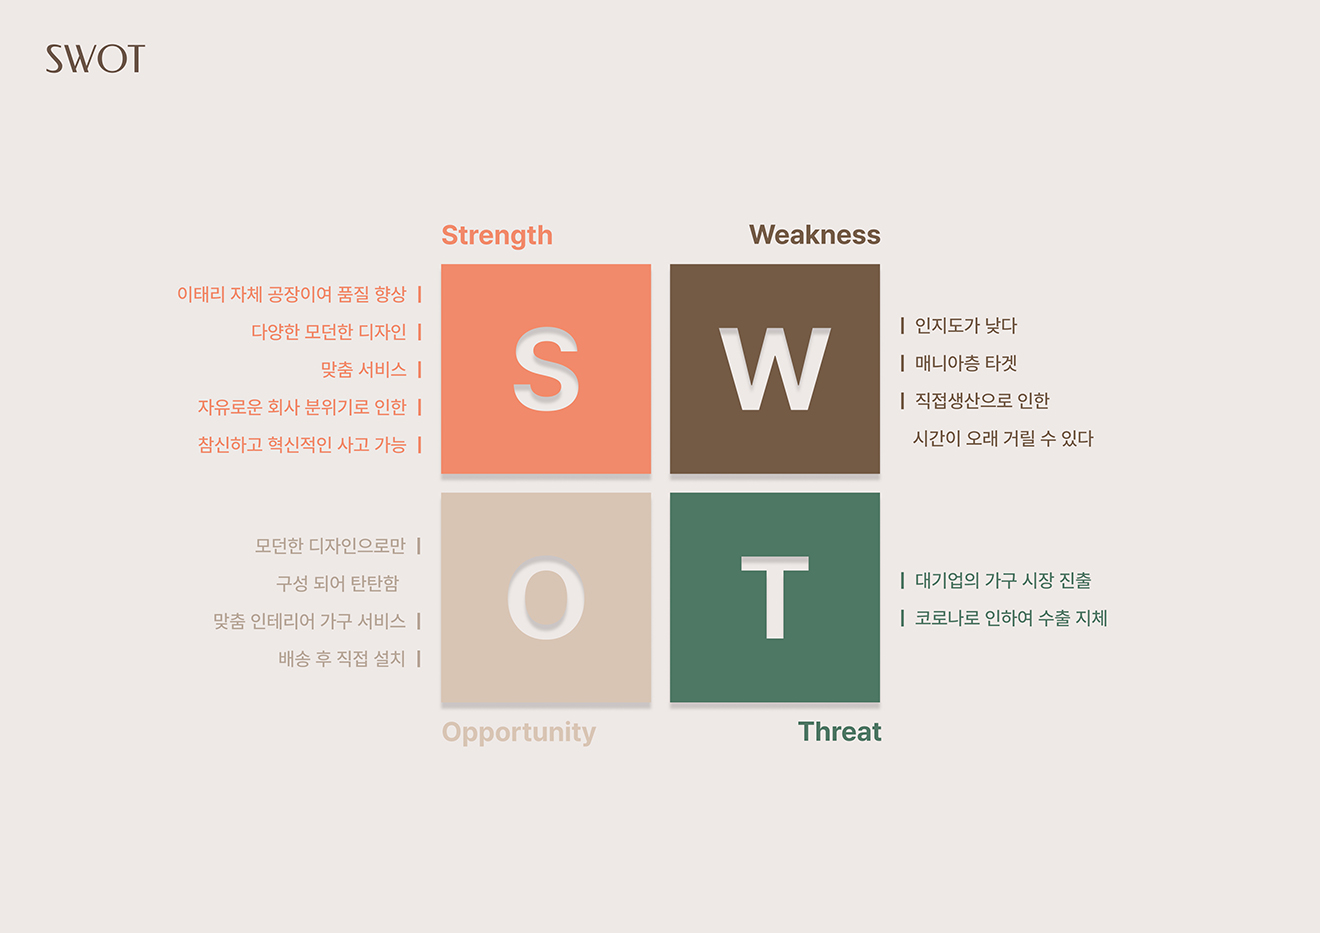 SWOT
Strength
이태리 자체 공장이여 품질 향상
다양한 모던한 디자인
맞춤 서비스
자유로운 회사 분위기로 인한
참신하고 혁신적인 사고 가능
S
Weakness
W
인지도가 낮다
매니아층 타겟
직접생산으로 인한
시간이 오래 거릴 수 있다
모던한 디자인으로만
구성 되어 탄탄함
맞춤 인테리어 가구 서비스
배송 후 직접 설치
O
Opportunity
T
대기업의 가구 시장 진출
코로나로 인하여 수출 지체
Threat